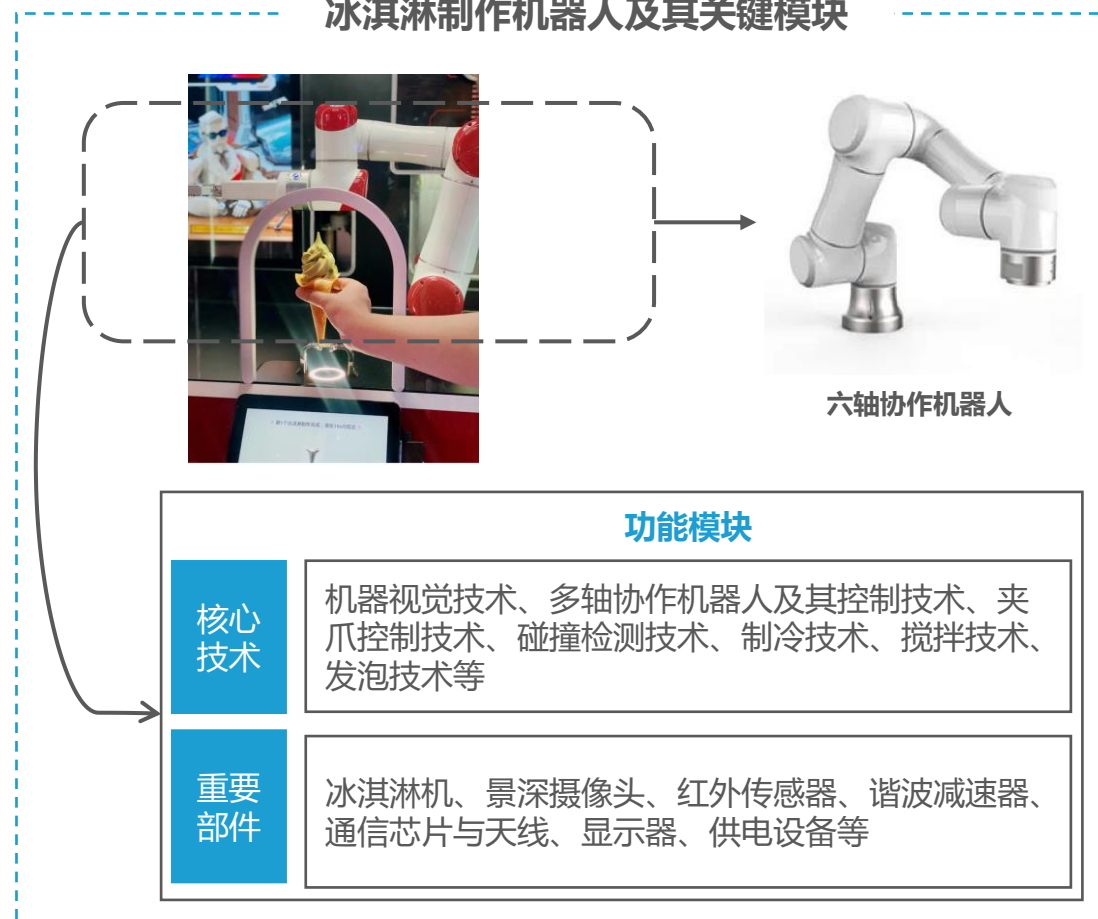 冰淇淋制作机器人及其关键模块
六轴协作机器人
功能模块
核心
技术
机器视觉技术、多轴协作机器人及其控制技术、夹
爪控制技术、碰撞检测技术、制冷技术、搅拌技术、
发泡技术等
重要
部件
冰淇淋机、景深摄像头、红外传感器、谐波减速器、
通信芯片与天线、显示器、供电设备等